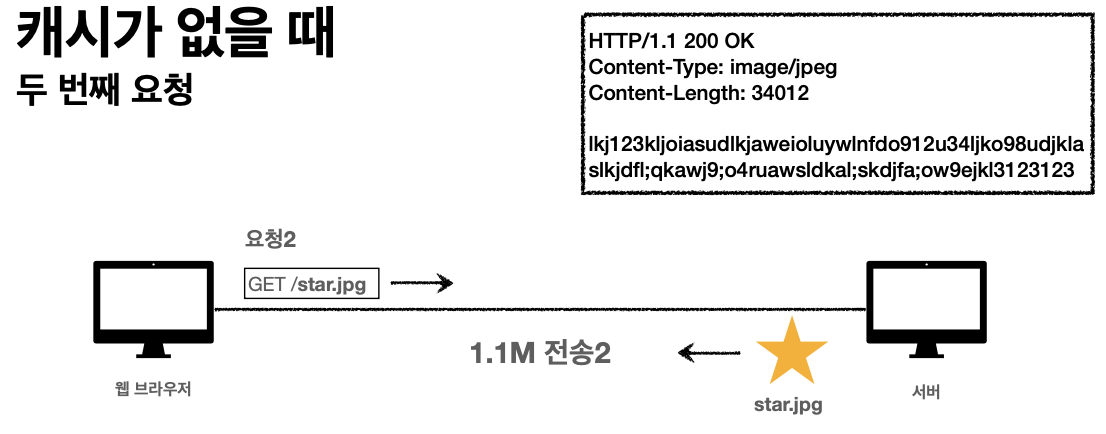 캐시가 없을 때
두 번째 요청
HTTP/1.1 200 OK
Content-Type: image/jpeg
Content-Length: 34012
lkj123kljoiasudlkjaweioluywlnfdo912u34ljko98udjkla
slkjdfl;qkawj9;o4ruawsldkal;skdjfa;ow9ejkl3123123
요청2
GET /star.jpg
1.1M 전송2
star.jpg
웹 브라우저
서버